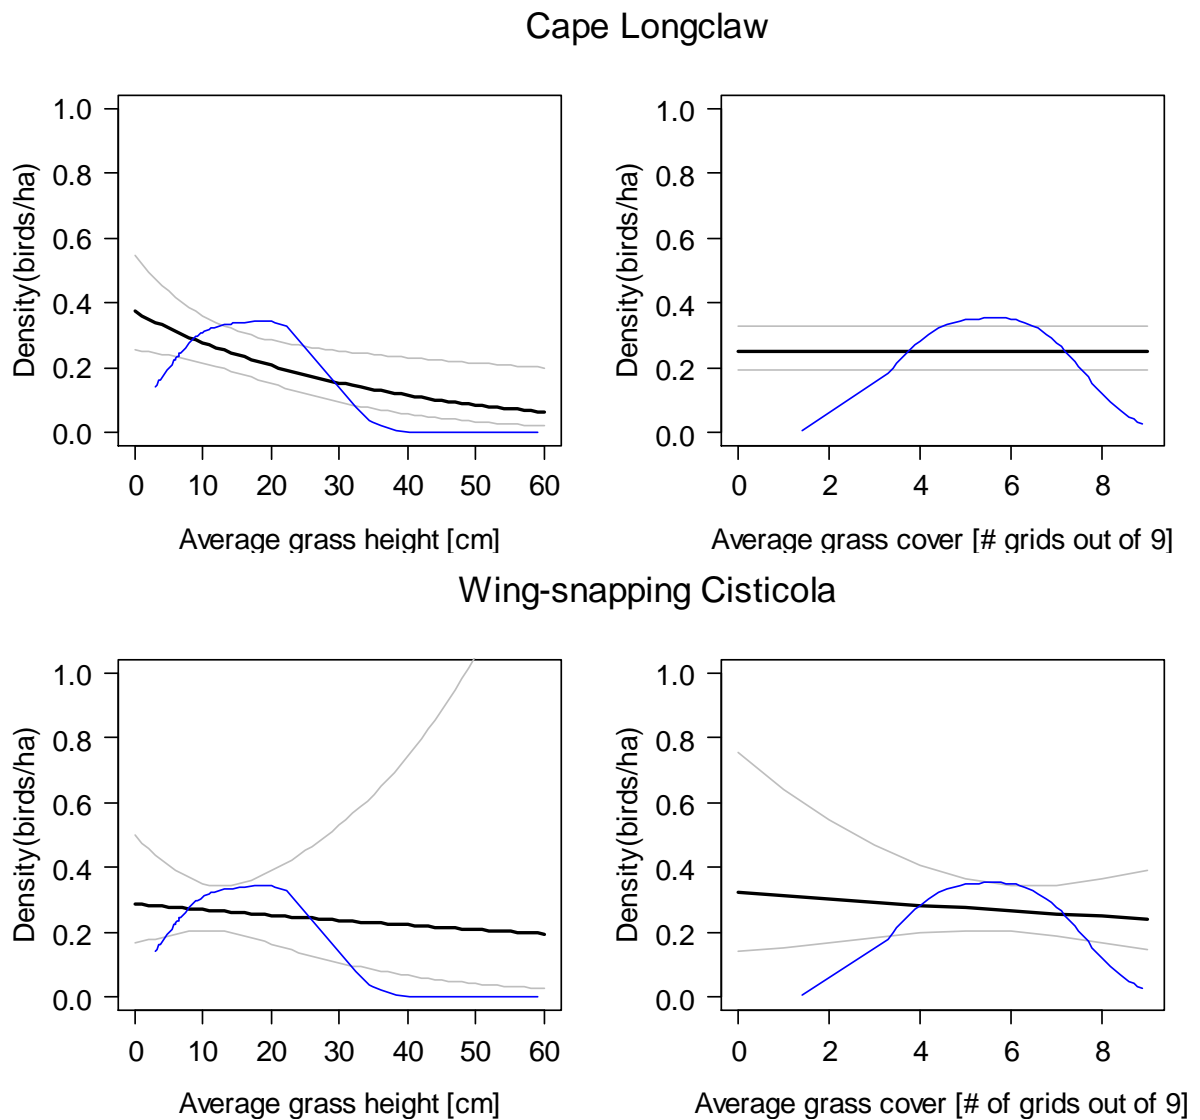 Cape Longclaw
Density(birds/ha)
1.0
0.8
0.6
0.4
0.2
0.0
0 10 20 30 40 50 60
Average grass height [cm]
Density(birds/ha)
1.0
0.8
0.6
0.4
0.2
0.0
0 2 4 6 8
Average grass cover [# grids out of 9]
Wing-snapping Cisticola
Density(birds/ha)
1.0
0.8
0.6
0.4
0.2
0.0
0 10 20 30 40 50 60
Average grass height [cm]
Density(birds/ha)
1.0
0.8
0.6
0.4
0.2
0.0
0 2 4 6 8
Average grass cover [# of grids out of 9]